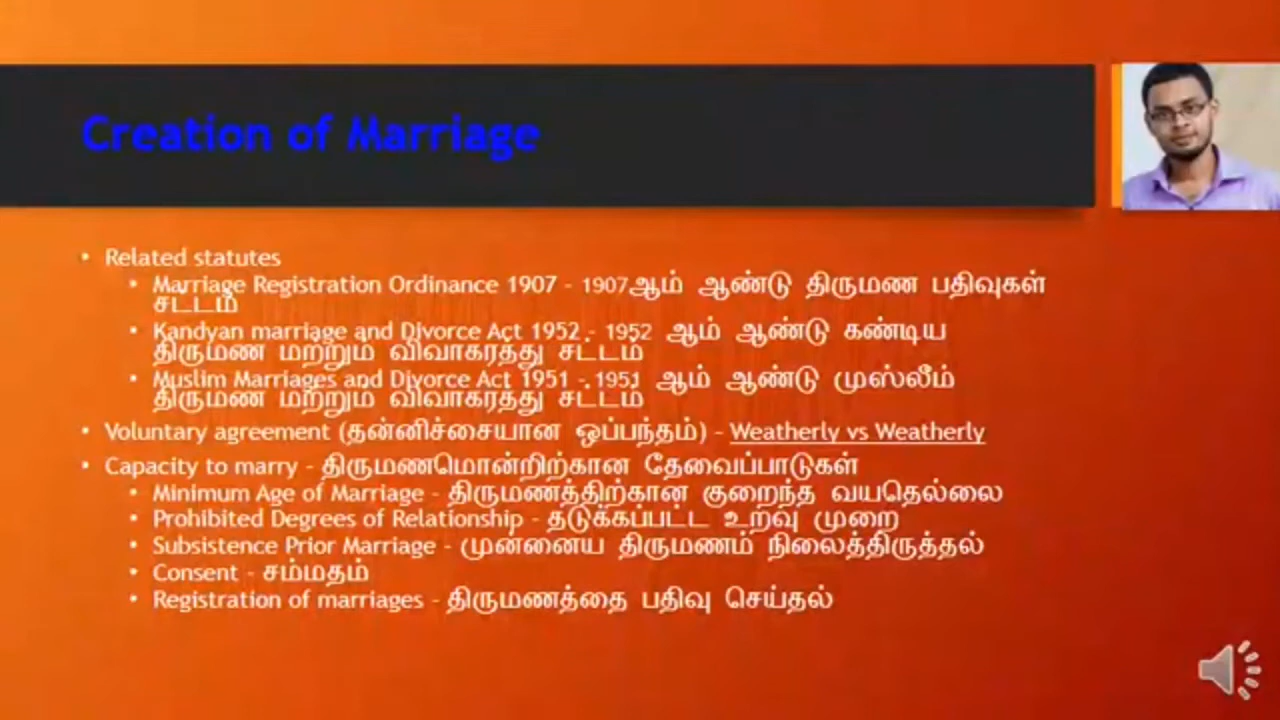 Creation of Marriage
• Related statutes
• Marriage Registration Ordinance 1907 - 1907ஆம் ஆண்டு திருமண பதிவுகள்
சட்டம்
• Kandyan marriage and Divorce Act 1952 - 1952 ஆம் ஆண்டு கண்டிய
திருமண மற்றும் விவாகரத்து சட்டம்
• Muslim Marriages and Divorce Act 1951 - 1951 ஆம் ஆண்டு முஸ்லீம்
திருமண மற்றும் விவாகரத்து சட்டம்
• Voluntary agreement (தன்னிச்சையான ஒப்பந்தம்) - Weatherly vs Weatherly
• Capacity to marry - திருமணமொன்றிற்கான தேவைப்பாடுகள்
• Minimum Age of Marriage - திருமணத்திற்கான குறைந்த வயதெல்லை
• Prohibited Degrees of Relationship - தடுக்கப்பட்ட உறவு முறை
• Subsistence Prior Marriage - முன்னைய திருமணம் நிலைத்திருத்தல்
• Consent - சம்மதம்
• Registration of marriages - திருமணத்தை பதிவு செய்தல்